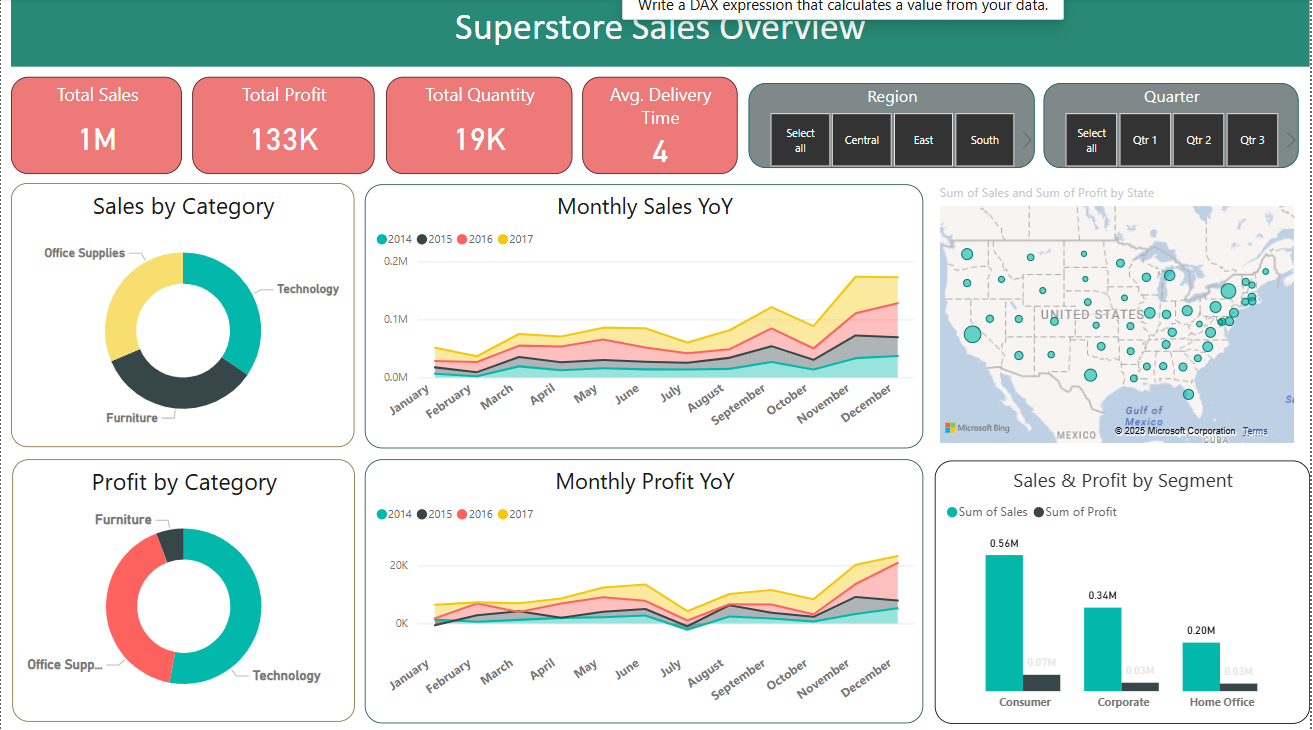 Write a DAX expression that calculates a value from your data.
Superstore Sales Overview
Total Sales
1M
Total Profit
133K
Total Quantity
19K
Avg. Delivery
Time
4
Region
Select
all
Central
East
South
Quarter
Select
all
Qtr 1
Qtr 2
Qtr 3
Sales by Category
Office Supplies
Technology
Furniture
Monthly Sales YoY
2014 2015 2016 2017
0.2M
0.1M
0.0M
January
February
March
April
May
June
July
August
September
October
November
December
Sum of Sales and Sum of Profit by State
UNITED STATES
Gulf of
Mexico
MEXICO
CUBA
Microsoft Bing
© 2025 Microsoft Corporation Terms
Profit by Category
Furniture
Office Supp...
Technology
Monthly Profit YoY
2014 2015 2016 2017
20K
0K
January
February
March
April
May
June
July
August
September
October
November
December
Sales & Profit by Segment
Sum of Sales Sum of Profit
0.56M
0.07M
0.34M
0.03M
0.20M
0.03M
Consumer
Corporate
Home Office